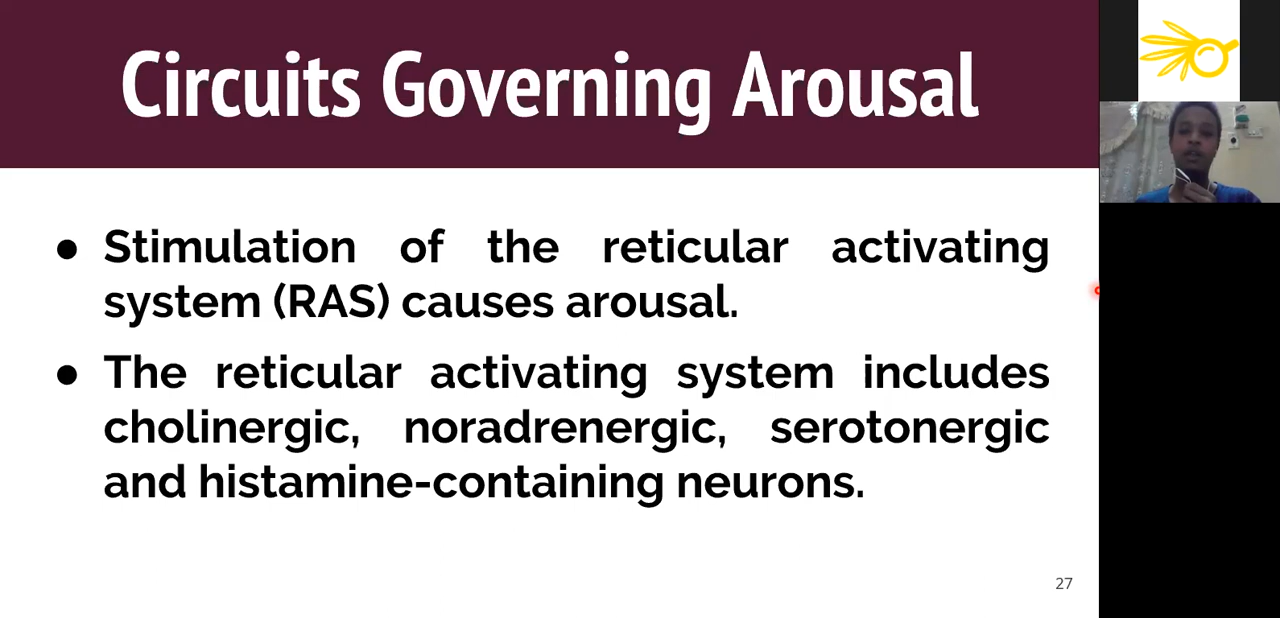 Circuits Governing Arousal
● Stimulation of the reticular activating
system (RAS) causes arousal.
● The reticular activating system includes
cholinergic, noradrenergic, serotonergic
and histamine-containing neurons.
27